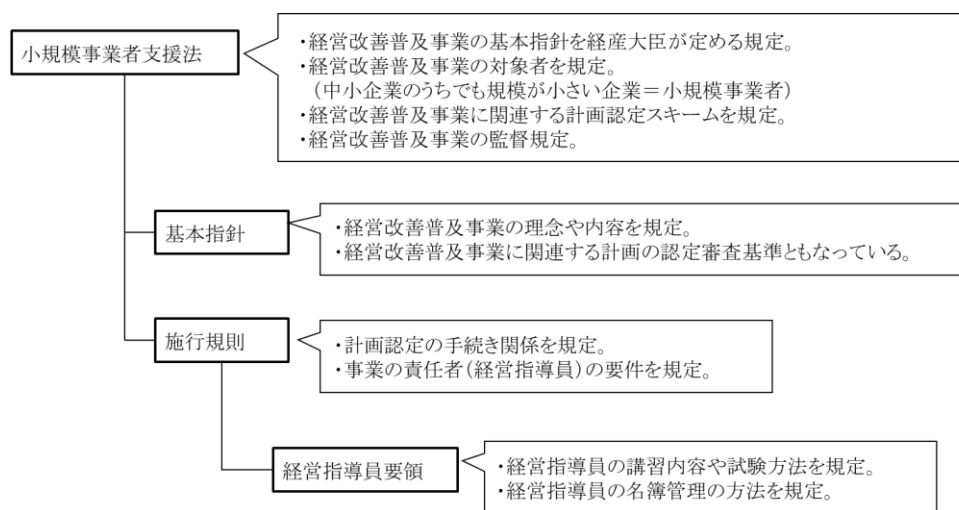 小規模事業者支援法
・経営改善普及事業の基本指針を経産大臣が定める規定。
・経営改善普及事業の対象者を規定。
(中小企業のうちでも規模が小さい企業=小規模事業者)
・経営改善普及事業に関連する計画認定スキームを規定。
・経営改善普及事業の監督規定。
基本指針
・経営改善普及事業の理念や内容を規定。
・経営改善普及事業に関連する計画の認定審査基準ともなっている。
施行規則
・計画認定の手続き関係を規定。
・事業の責任者(経営指導員)の要件を規定。
経営指導員要領
・経営指導員の講習内容や試験方法を規定。
・経営指導員の名簿管理の方法を規定。